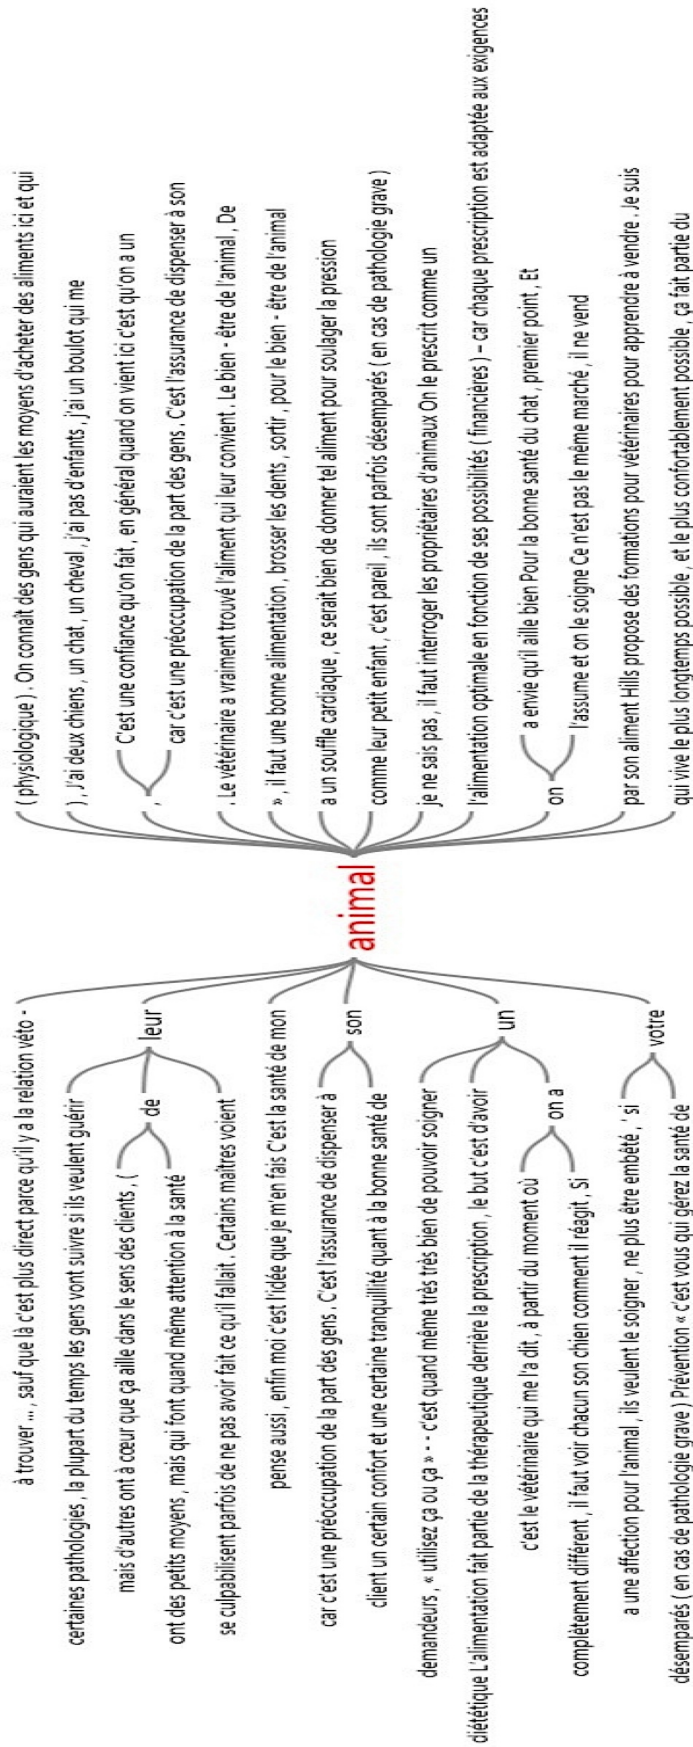 à trouver ... , sauf que là c'est plus direct parce qu'il y a la relation véto -
certaines pathologies , la plupart du temps les gens vont suivre si ils veulent guérir
mais d'autres ont à cœur que ça aille dans le sens des clients , (
ont des petits moyens , mais qui font quand même attention à la santé
de
se culpabilisent parfois de ne pas avoir fait ce qu'il fallait . Certains maîtres voient
leur
pense aussi , enfin moi c'est l'idée que je m'en fais C'est la santé de mon
car c'est une préoccupation de la part des gens . C'est l'assurance de dispenser à
client un certain confort et une certaine tranquillité quant à la bonne santé de
son
demandeurs , « utilisez ça ou ça » - - c'est quand même très très bien de pouvoir soigner
diététique L'alimentation fait partie de la thérapeutique derrière la prescription , le but c'est d'avoir
c'est le vétérinaire qui me l'a dit , à partir du moment où
complètement différent , il faut voir chacun son chien comment il réagit , Si
on a
un
a une affection pour l'animal , ils veulent le soigner , ne plus être embêté , ' si
désemparés ( en cas de pathologie grave ) Prévention « c'est vous qui gérez la santé de
votre
animal
( physiologique ) . On connaît des gens qui auraient les moyens d'acheter des aliments ici et qui
) , J'ai deux chiens , un chat , un cheval , j'ai pas d'enfants , j'ai un boulot qui me
,
C'est une confiance qu'on fait , en général quand on vient ici c'est qu'on a un
car c'est une préoccupation de la part des gens . C'est l'assurance de dispenser à son
. Le vétérinaire a vraiment trouvé l'aliment qui leur convient . Le bien - être de l'animal , De
» , il faut une bonne alimentation , brosser les dents , sortir , pour le bien - être de l'animal
a un souffle cardiaque , ce serait bien de donner tel aliment pour soulager la pression
comme leur petit enfant , c'est pareil , ils sont parfois désemparés ( en cas de pathologie grave )
je ne sais pas , il faut interroger les propriétaires d'animaux On le prescrit comme un
l'alimentation optimale en fonction de ses possibilités ( financières ) – car chaque prescription est adaptée aux exigences
on
a envie qu'il aille bien Pour la bonne santé du chat , premier point , Et
l'assume et on le soigne Ce n'est pas le même marché , il ne vend
par son aliment Hills propose des formations pour vétérinaires pour apprendre à vendre . Je suis
qui vive le plus longtemps possible , et le plus confortablement possible , ça fait partie du